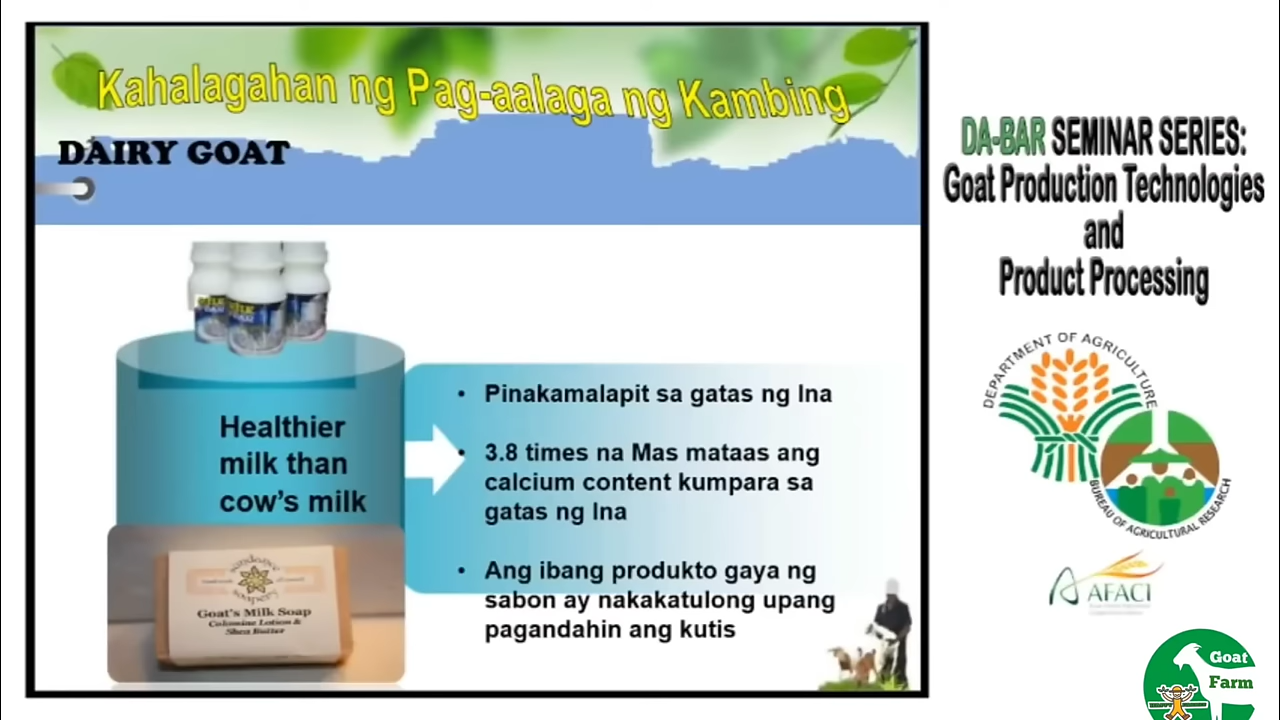 Kahalagahan ng Pag-aalaga ng Kambing
DAIRY GOAT
Healthier
milk than
cow's milk
• Pinakamalapit sa gatas ng Ina
• 3.8 times na Mas mataas ang
calcium content kumpara sa
gatas ng Ina
• Ang ibang produkto gaya ng
sabon ay nakakatulong upang
pagandahin ang kutis
Goat's Milk Soap
Calamine Lotion &
Shea Butter
DA-BAR SEMINAR SERIES:
Goat Production Technologies
and
Product Processing
DEPARTMENT OF AGRICULTURE
BUREAU OF AGRICULTURAL RESEARCH
AFACI
Goat
Farm